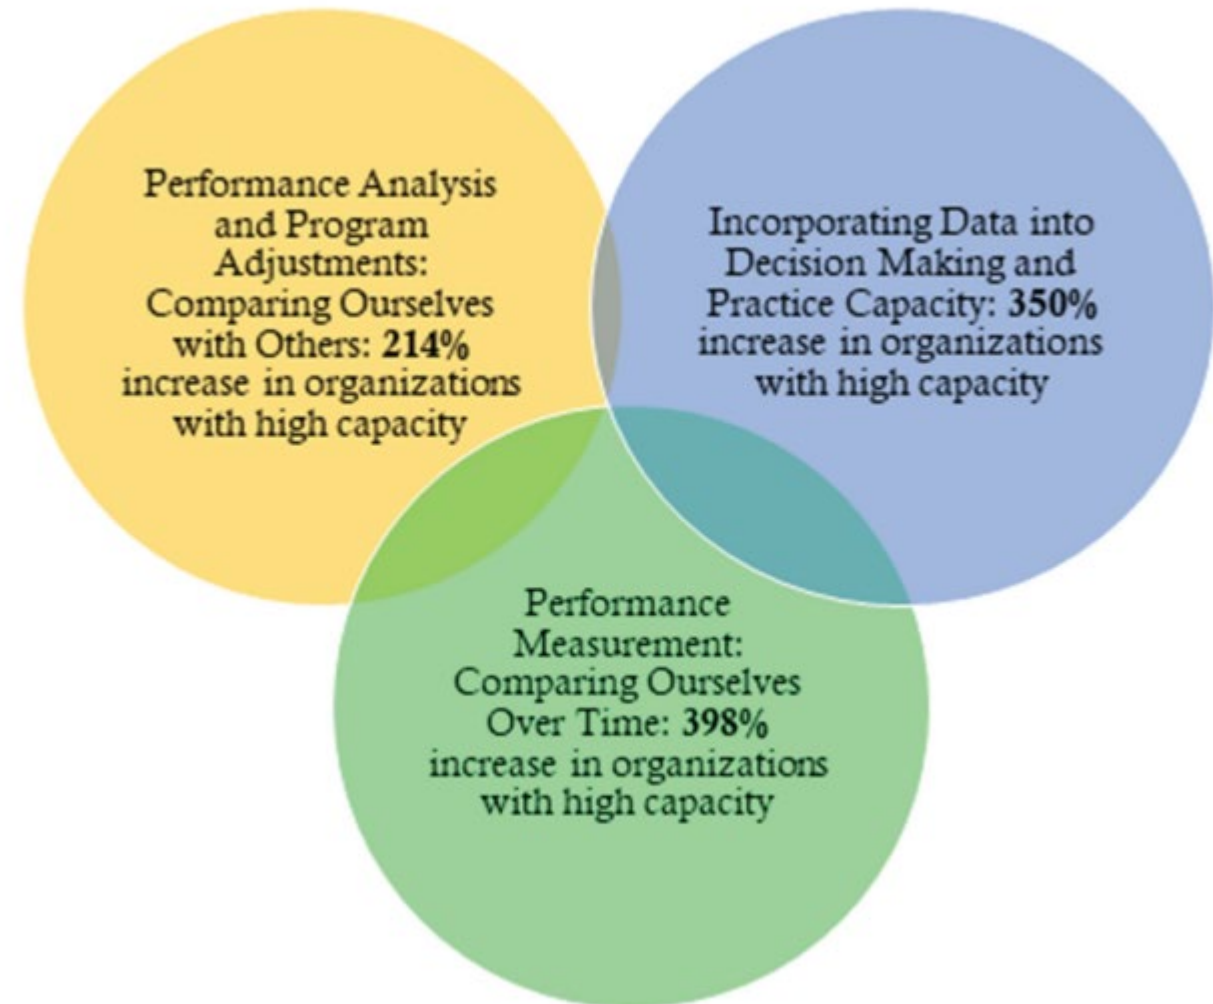 Performance Analysis
and Program
Adjustments:
Comparing Ourselves
with Others: 214%
increase in organizations
with high capacity
Incorporating Data into
Decision Making and
Practice Capacity: 350%
increase in organizations
with high capacity
Performance
Measurement:
Comparing Ourselves
Over Time: 398%
increase in organizations
with high capacity